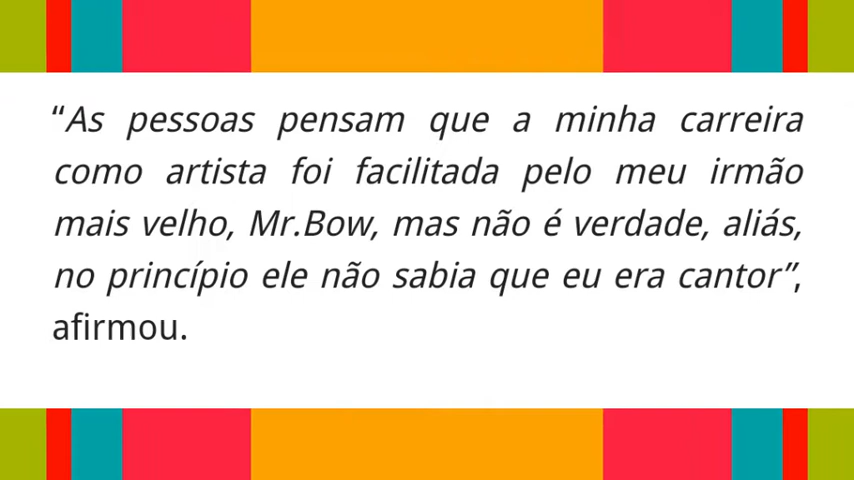 “As pessoas pensam que a minha carreira
como artista foi facilitada pelo meu irmão
mais velho, Mr.Bow, mas não é verdade, aliás,
no princípio ele não sabia que eu era cantor”,
afirmou.